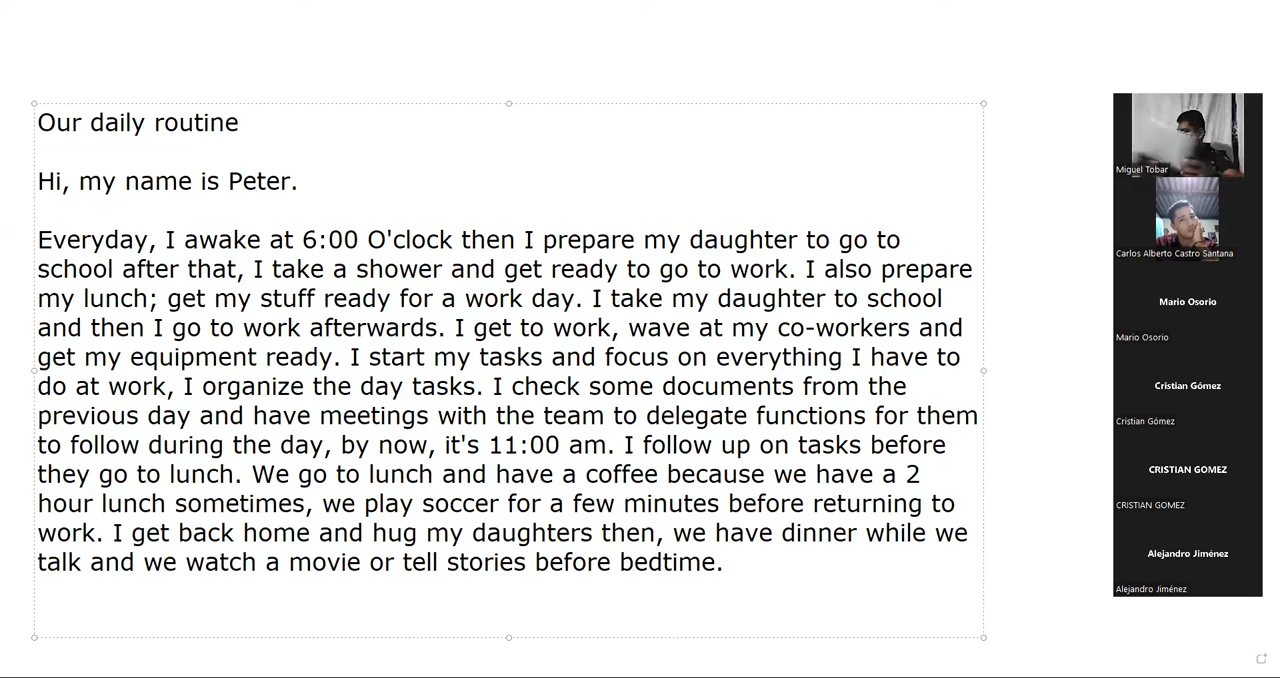 Our daily routine
Hi, my name is Peter.
Everyday, I awake at 6:00 O'clock then I prepare my daughter to go to
school after that, I take a shower and get ready to go to work. I also prepare
my lunch; get my stuff ready for a work day. I take my daughter to school
and then I go to work afterwards. I get to work, wave at my co-workers and
get my equipment ready. I start my tasks and focus on everything I have to
do at work, I organize the day tasks. I check some documents from the
previous day and have meetings with the team to delegate functions for them
to follow during the day, by now, it's 11:00 am. I follow up on tasks before
they go to lunch. We go to lunch and have a coffee because we have a 2
hour lunch sometimes, we play soccer for a few minutes before returning to
work. I get back home and hug my daughters then, we have dinner while we
talk and we watch a movie or tell stories before bedtime.
Miguel Tobar
Carlos Alberto Castro Santana
Mario Osorio
Mario Osorio
Cristian Gómez
Cristian Gómez
CRISTIAN GOMEZ
CRISTIAN GOMEZ
Alejandro Jiménez
Alejandro Jiménez